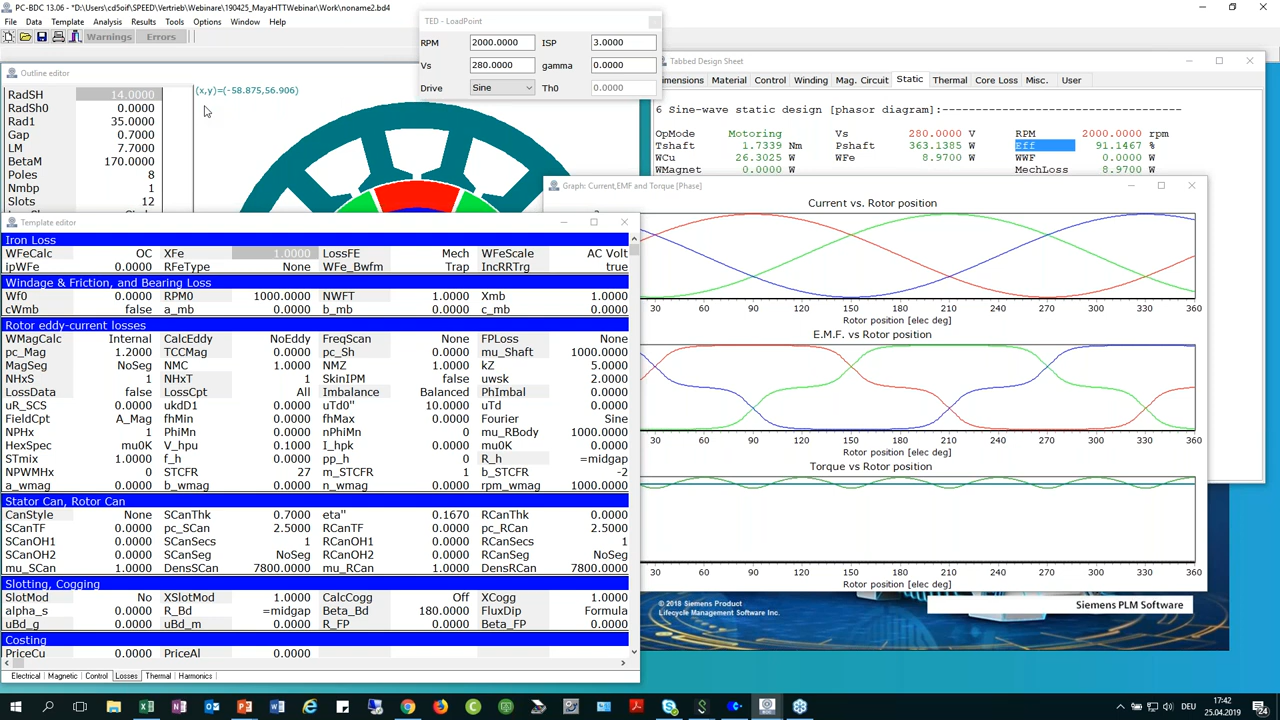 PC-BDC 13.06 - *D:\Users\cd5oif\SPEED\Vertrieb\Webinare\190425_MayaHTTWebinar\Work\noname2.bd4
File Data Template Analysis Results Tools Options Window Help
Warnings Errors
TED - LoadPoint
RPM 2000.0000 ISP 3.0000
Vs 280.0000 gamma 0.0000
Drive Sine Th0 0.0000
Outline editor
RadSH 14.0000
RadSh0 0.0000
Rad1 35.0000
Gap 0.7000
LM 7.7000
BetaM 170.0000
Poles 8
Nmbp 1
Slots 12
(x,y)=(-58.875,56.906)
Tabbed Design Sheet
Dimensions Material Control Winding Mag. Circuit Static Thermal Core Loss Misc. User
6 Sine-wave static design [phasor diagram]:----------------------------------
OpMode Motoring Vs 280.0000 V RPM 2000.0000 rpm
Tshaft 1.7339 Nm Pshaft 363.1385 W Eff 91.1467 %
WCu 26.3025 W WFe 8.9700 W WWF 0.0000 W
WMagnet 0.0000 W MechLoss 8.9700 W
Graph: Current,EMF and Torque [Phase]
Current vs. Rotor position
30 60 90 120 150 180 210 240 270 300 330 360
Rotor position [elec deg]
E.M.F. vs Rotor position
30 60 90 120 150 180 210 240 270 300 330 360
Rotor position [elec deg]
Torque vs Rotor position
30 60 90 120 150 180 210 240 270 300 330 360
Rotor position [elec deg]
Template editor
Iron Loss
WFeCalc OC XFe 1.0000 LossFE Mech WFeScale AC Volt
ipWFe 0.0000 RFeType None WFe_Bwfm Trap IncRRTrg true
Windage & Friction, and Bearing Loss
Wf0 0.0000 RPM0 1000.0000 NWFT 1.0000 Xmb 1.0000
cWmb false a_mb 0.0000 b_mb 0.0000 c_mb 0.0000
Rotor eddy-current losses
WMagCalc Internal CalcEddy NoEddy FreqScan None FPLoss None
pc_Mag 1.2000 TCCMag 0.0000 pc_Sh 0.0000 mu_Shaft 1000.0000
MagSeg NoSeg NMC 1.0000 NMZ 1.0000 kZ 5.0000
NHxS 1 NHxT 1 SkinIPM false uwsk 2.0000
LossData false LossCpt All Imbalance Balanced PhImbal 0.0000
uR_SCS 0.0000 ukdD1 0.0000 uTd0" 10.0000 uTd 0.0000
FieldCpt A_Mag fhMin 0.0000 fhMax 0.0000 Fourier Sine
NPHx 1 PhiMn 0.0000 nPhiMn 0 mu_RBody 1000.0000
HexSpec mu0K V_hpu 0.1000 I_hpk 0.0000 mu0K 0.0000
STmix 1.0000 f_h 0.0000 pp_h 0 R_h =midgap
NPWMHx 0 STCFR 27 m_STCFR 1 b_STCFR -2
a_wmag 0.0000 b_wmag 0.0000 n_wmag 0.0000 rpm_wmag 1000.0000
Stator Can, Rotor Can
CanStyle None SCanThk 0.7000 eta" 0.1670 RCanThk 0.0000
SCanTF 0.0000 pc_SCan 2.5000 RCanTF 0.0000 pc_RCan 2.5000
SCanOH1 0.0000 SCanSecs 1 RCanOH1 0.0000 RCanSecs 1
SCanOH2 0.0000 SCanSeg NoSeg RCanOH2 0.0000 RCanSeg NoSeg
mu_SCan 1.0000 DensSCan 7800.0000 mu_RCan 1.0000 DensRCan 7800.0000
Slotting, Cogging
SlotMod No XSlotMod 1.0000 CalcCogg Off XCogg 1.0000
alpha_s 0.0000 R_Bd =midgap Beta_Bd 180.0000 FluxDip Formula
uBd_g 0.0000 uBd_m 0.0000 R_FP 0.0000 Beta_FP 0.0000
Costing
PriceCu 0.0000 PriceAl 0.0000
Electrical Magnetic Control Losses Thermal Harmonics
© 2018 Siemens Product
Lifecycle Management Software Inc.
Siemens PLM Software
DEU
17:42
25.04.2019
24